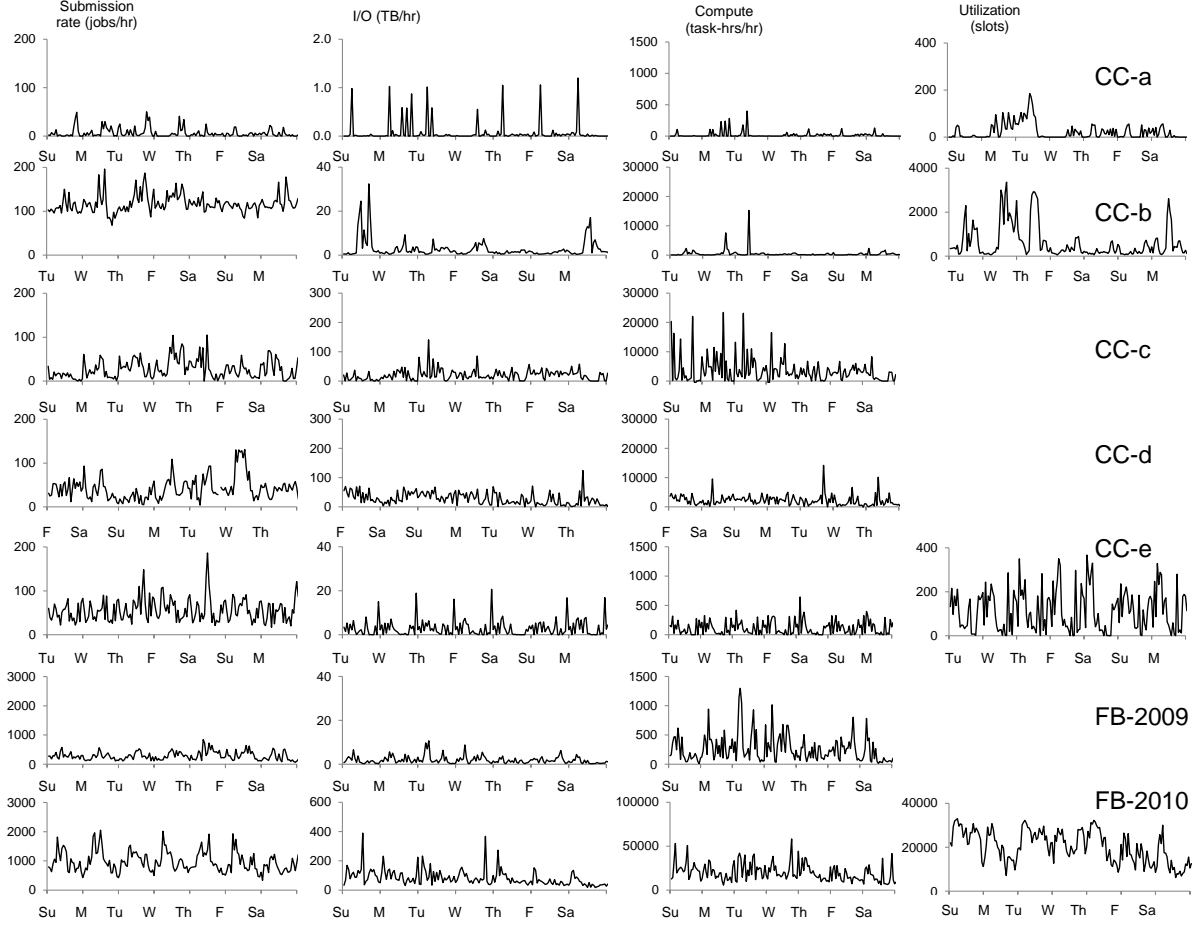 Submission
rate (jobs/hr)
I/O (TB/hr)
Compute
(task-hrs/hr)
Utilization
(slots)
200
100
0
Su M Tu W Th F Sa
2.0
1.0
0.0
Su M Tu W Th F Sa
1500
1000
500
0
Su M Tu W Th F Sa
400
200
0
Su M Tu W Th F Sa
CC-a
200
100
0
Tu W Th F Sa Su M
40
20
0
Tu W Th F Sa Su M
30000
20000
10000
0
Tu W Th F Sa Su M
4000
2000
0
Tu W Th F Sa Su M
CC-b
200
100
0
Su M Tu W Th F Sa
300
200
100
0
Su M Tu W Th F Sa
30000
20000
10000
0
Su M Tu W Th F Sa
CC-c
200
100
0
F Sa Su M Tu W Th
300
200
100
0
F Sa Su M Tu W Th
30000
20000
10000
0
F Sa Su M Tu W Th
CC-d
200
100
0
Tu W Th F Sa Su M
40
20
0
Tu W Th F Sa Su M
1500
1000
500
0
Tu W Th F Sa Su M
400
200
0
Tu W Th F Sa Su M
CC-e
3000
2000
1000
0
Su M Tu W Th F Sa
40
20
0
Su M Tu W Th F Sa
1500
1000
500
0
Su M Tu W Th F Sa
FB-2009
3000
2000
1000
0
Su M Tu W Th F Sa
600
400
200
0
Su M Tu W Th F Sa
100000
50000
0
Su M Tu W Th F Sa
40000
20000
0
Su M Tu W Th F Sa
FB-2010